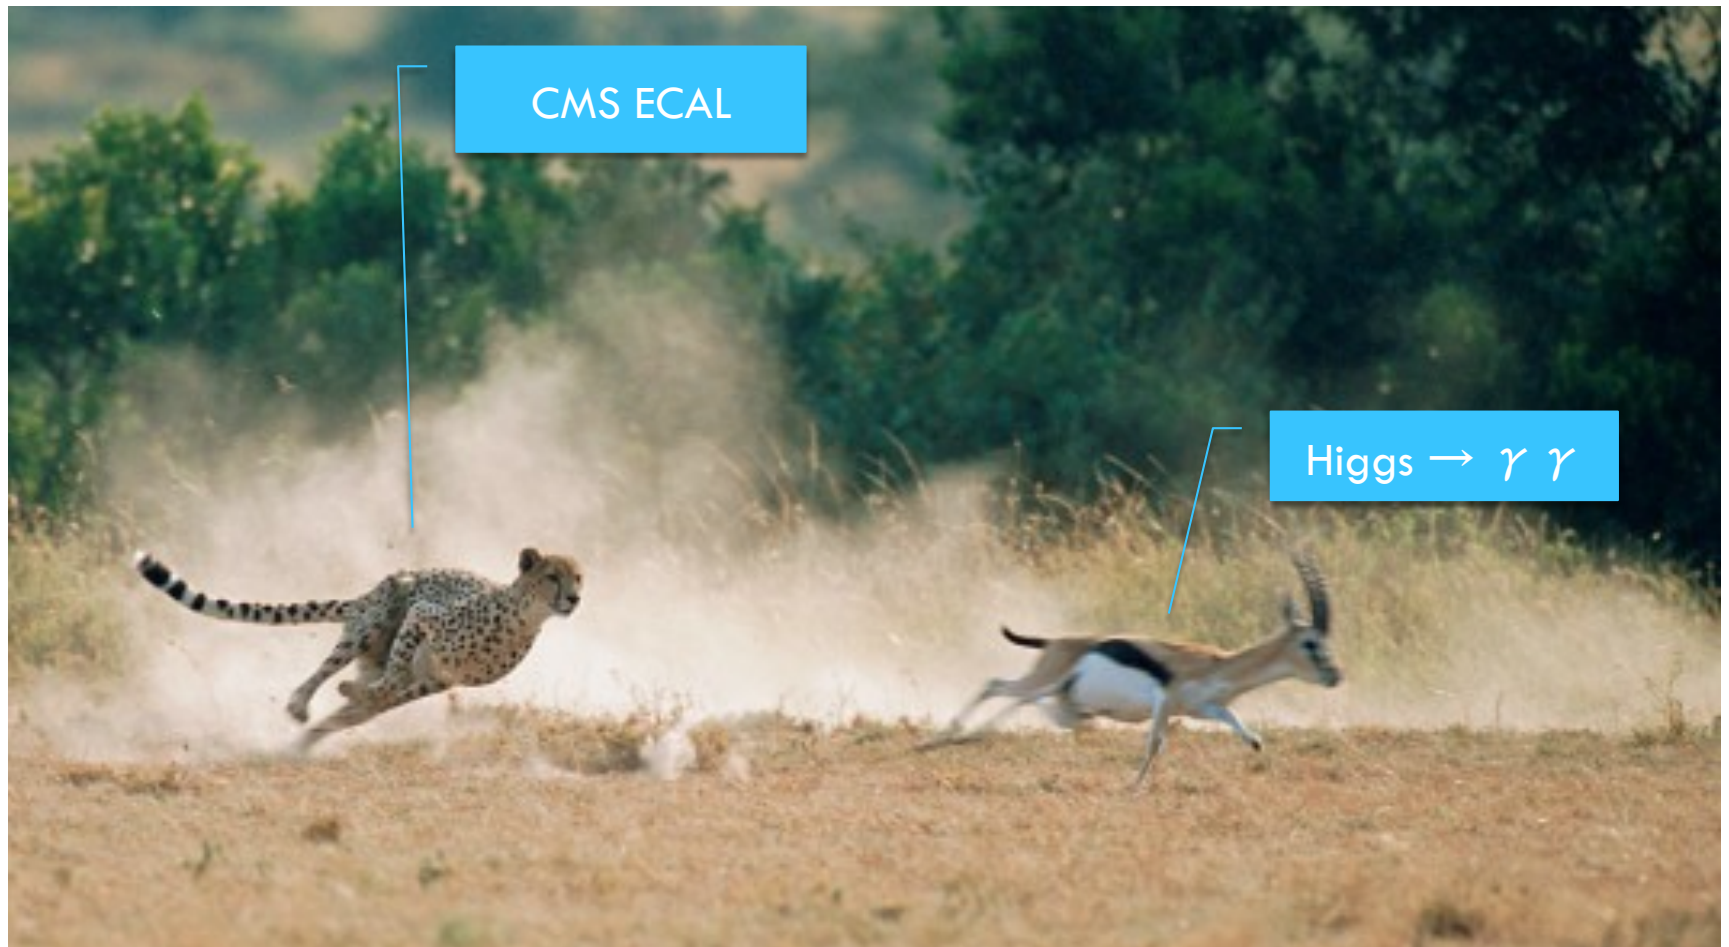 CMS ECAL
Higgs → γ γ